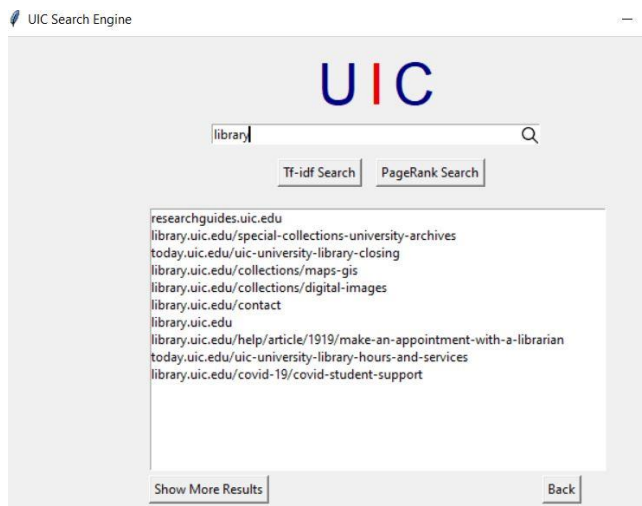 UIC Search Engine
U I C
library
Tf-idf Search PageRank Search
researchguides.uic.edu
library.uic.edu/special-collections-university-archives
today.uic.edu/uic-university-library-closing
library.uic.edu/collections/maps-gis
library.uic.edu/collections/digital-images
library.uic.edu/contact
library.uic.edu
library.uic.edu/help/article/1919/make-an-appointment-with-a-librarian
today.uic.edu/uic-university-library-hours-and-services
library.uic.edu/covid-19/covid-student-support
Show More Results Back